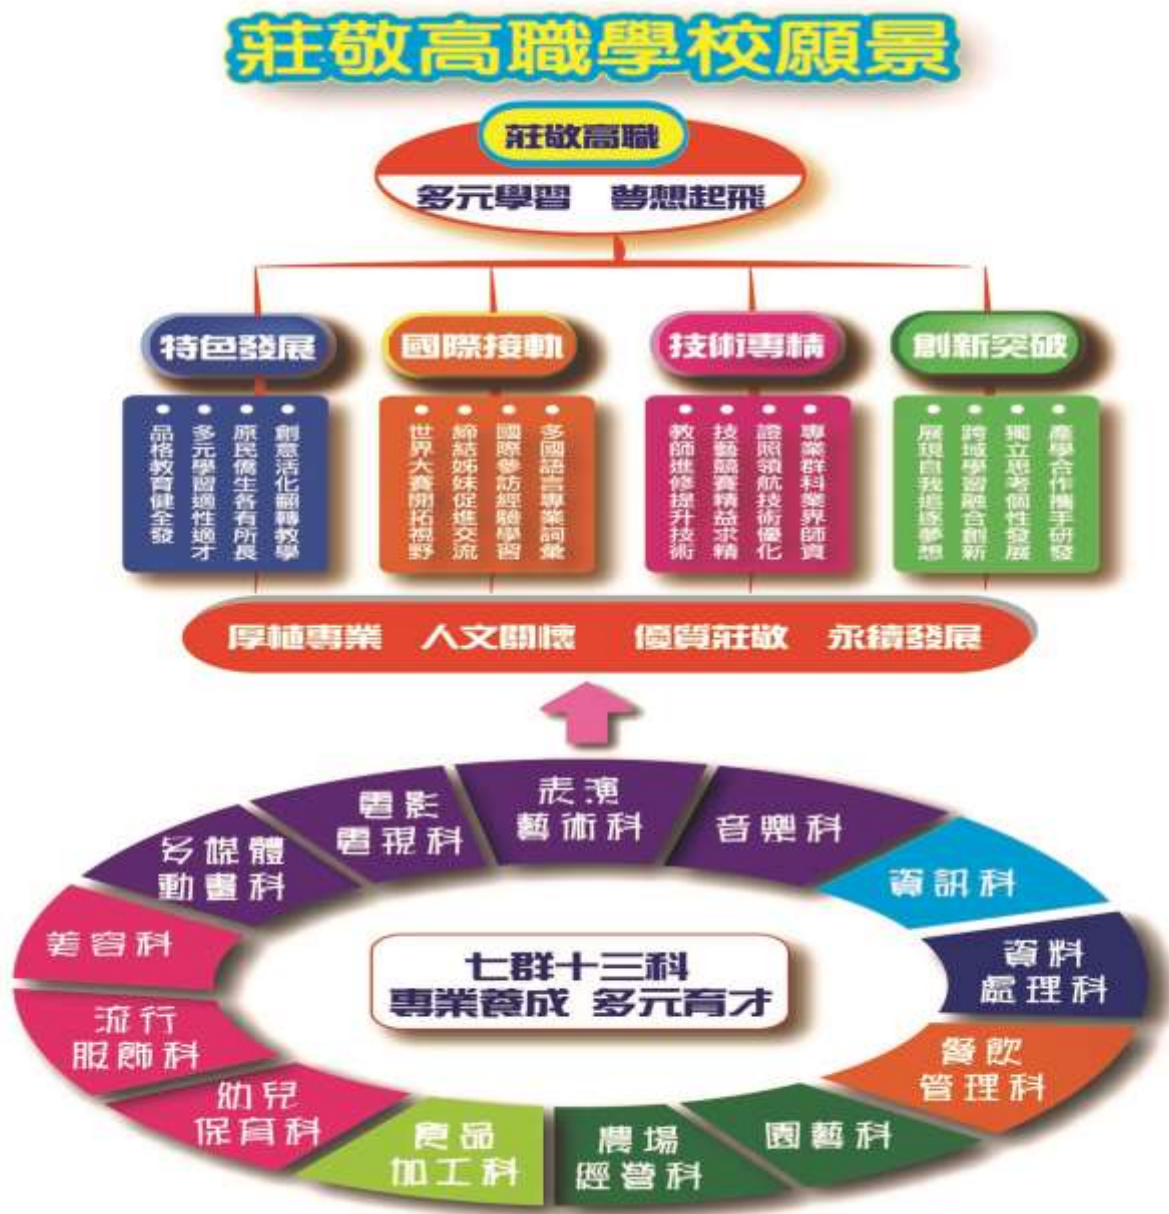 莊敬高職學校願景
莊敬高職
多元學習 夢想起飛
特色發展
創意活化翻轉教學
原民僑生各有所長
多元學習適性適才
品格教育健全發
國際接軌
多國語言專業詞彙
國際參訪經驗學習
締結姊妹促進交流
世界大賽開拓視野
技術專精
專業群科業界師資
證照領航技術優化
技藝競賽精益求精
教師進修提升技術
創新突破
產學合作攜手研發
獨立思考個性發展
跨域學習融合創新
展現自我追逐夢想
厚植專業 人文關懷 優質莊敬 永續發展
表演
藝術科
音樂科
資訊科
資料
處理科
餐飲
管理科
園藝科
農場
經營科
食品
加工科
幼兒
保育科
流行
服飾科
美容科
多媒體
動畫科
電影
電視科
七群十三科
專業養成 多元育才